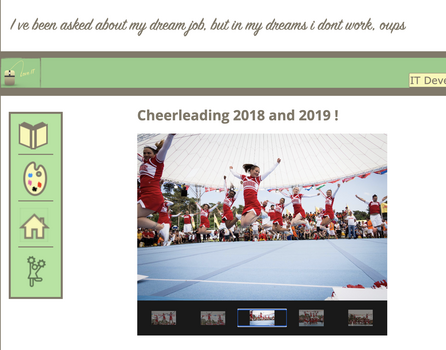 I ve been asked about my dream job, but in my dreams i dont work, oups
IT Deve
Cheerleading 2018 and 2019 !